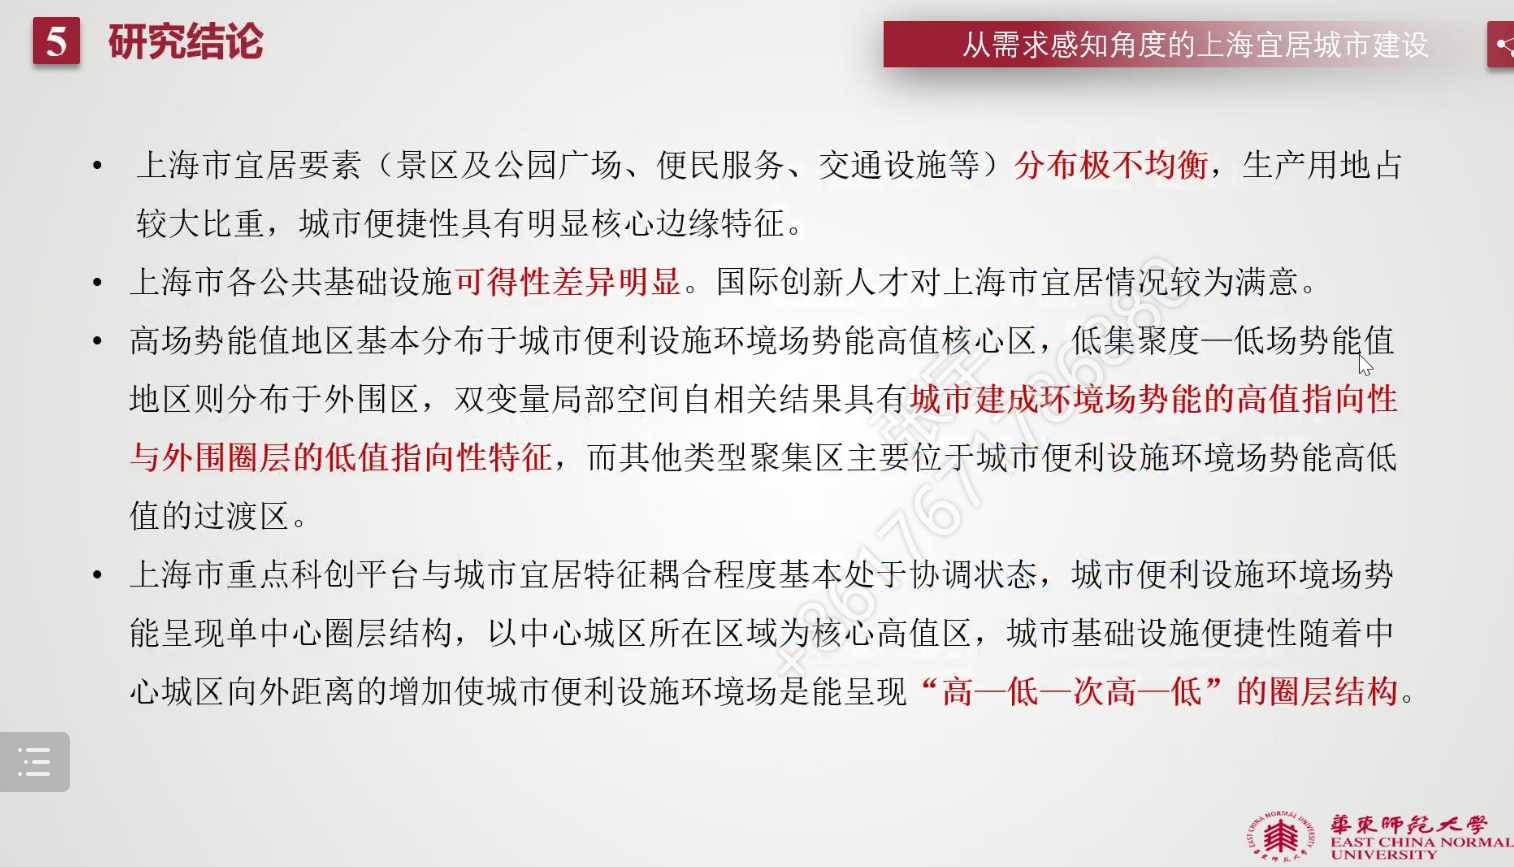 5 研究结论
从需求感知角度的上海宜居城市建设
• 上海市宜居要素（景区及公园广场、便民服务、交通设施等）分布极不均衡，生产用地占
较大比重，城市便捷性具有明显核心边缘特征。
• 上海市各公共基础设施可得性差异明显。国际创新人才对上海市宜居情况较为满意。
• 高场势能值地区基本分布于城市便利设施环境场势能高值核心区，低集聚度—低场势能值
地区则分布于外围区，双变量局部空间自相关结果具有城市建成环境场势能的高值指向性
与外围圈层的低值指向性特征，而其他类型聚集区主要位于城市便利设施环境场势能高低
值的过渡区。
• 上海市重点科创平台与城市宜居特征耦合程度基本处于协调状态，城市便利设施环境场势
能呈现单中心圈层结构，以中心城区所在区域为核心高值区，城市基础设施便捷性随着中
心城区向外距离的增加使城市便利设施环境场是能呈现“高—低—次高—低”的圈层结构。
+8617671786880
華東師範大學
EAST CHINA NORMAL
UNIVERSITY